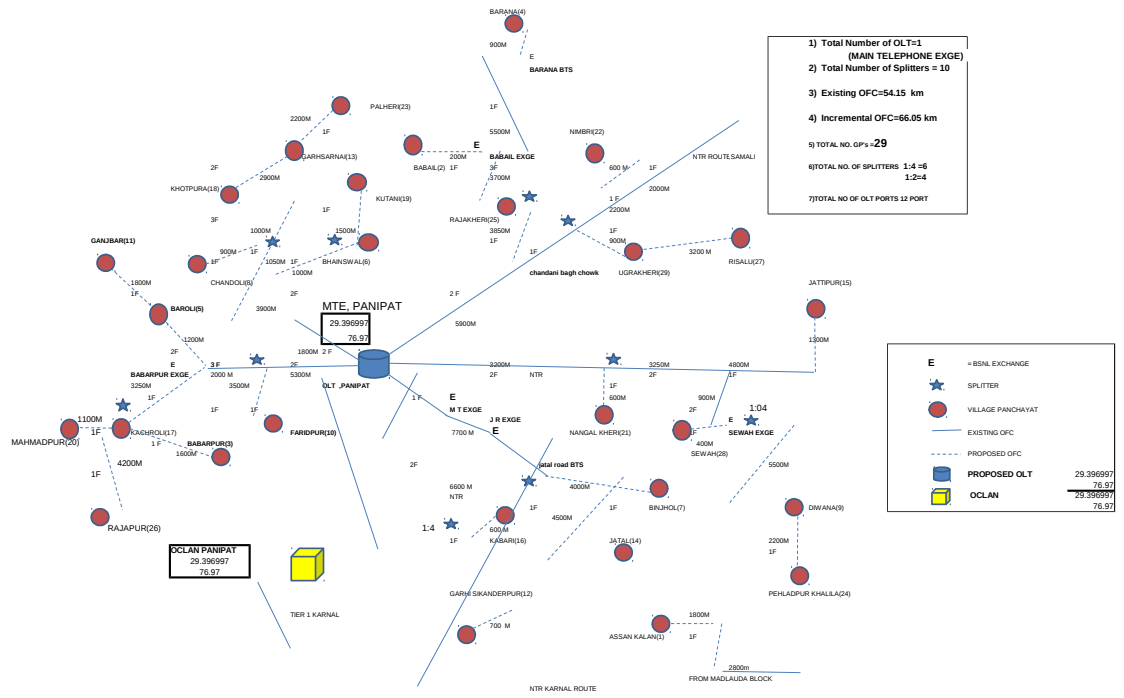 BARANA(4)
900M
E
BARANA BTS
1) Total Number of OLT=1
(MAIN TELEPHONE EXGE)
2) Total Number of Splitters = 10
3) Existing OFC=54.15 km
4) Incremental OFC=66.05 km
5) TOTAL NO. GP's =29
6)TOTAL NO. OF SPLITTERS 1:4 =6
1:2=4
7)TOTAL NO OF OLT PORTS 12 PORT
PALHERI(23)
2200M
1F
1F
5500M
NIMBRI(22)
E
GARHSARNAI(13)
200M
BABAIL EXGE
NTR ROUTE,SAMALI
2F
BABAIL(2)
1F
3F
600 M
1F
2900M
3700M
KHOTPURA(18)
2000M
KUTANI(19)
1 F
1F
2200M
3F
RAJAKHERI(25)
1000M
1500M
3850M
1F
GANJBAR(11)
1F
900M
900M
1F
1F
3200 M
1F
1050M
1F
BHAINSWAL(6)
RISALU(27)
1000M
chandani bagh chowk
UGRAKHERI(29)
1800M
CHANDOLI(8)
JATTIPUR(15)
1F
2F
2 F
BAROLI(5)
3900M
MTE, PANIPAT
29.396997
5900M
76.97
1200M
1300M
2F
1800M
2 F
E
3 F
2F
3300M
3250M
4800M
BABARPUR EXGE
2000 M
5300M
2F
NTR
2F
1F
3250M
3500M
OLT ,PANIPAT
1F
1F
1 F
E
600M
900M
1F
1F
M T EXGE
2F
1:04
1100M
J R EXGE
E
MAHMADPUR(20)
1F
KACHROLI(17)
FARIDPUR(10)
7700 M
E
NANGAL KHERI(21)
1F
SEWAH EXGE
1 F
BABARPUR(3)
400M
1600M
SEWAH(28)
4200M
2F
jatal road BTS
5500M
1F
6600 M
4000M
NTR
1F
1F
BINJHOL(7)
DIWANA(9)
RAJAPUR(26)
1:4
4500M
600 M
1F
KABARI(16)
JATAL(14)
2200M
1F
OCLAN PANIPAT
29.396997
76.97
GARHI SIKANDERPUR(12)
PEHLADPUR KHALILA(24)
TIER 1 KARNAL
1800M
700 M
ASSAN KALAN(1)
1F
2800m
FROM MADLAUDA BLOCK
NTR KARNAL ROUTE
E
= BSNL EXCHANGE
SPLITTER
VILLAGE PANCHAYAT
EXISTING OFC
PROPOSED OFC
PROPOSED OLT
29.396997
76.97
OCLAN
29.396997
76.97